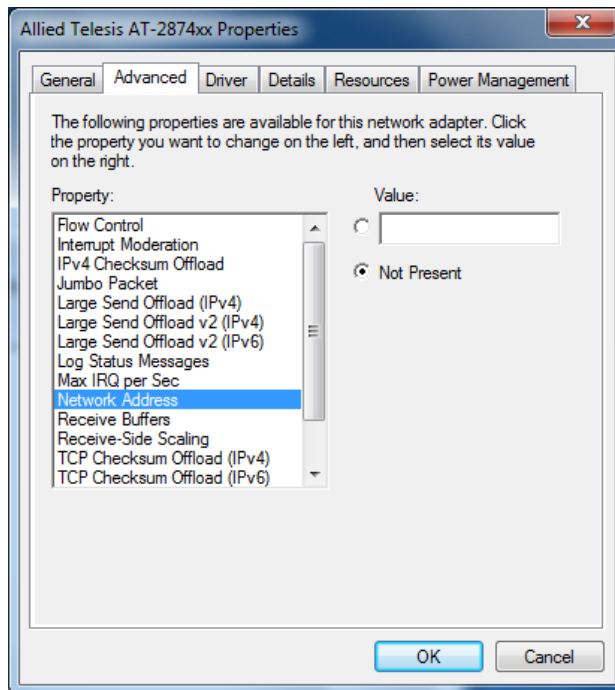 Allied Telesis AT-2874xx Properties
General Advanced Driver Details Resources Power Management
The following properties are available for this network adapter. Click
the property you want to change on the left, and then select its value
on the right.
Property:
Value:
Flow Control
Interrupt Moderation
IPv4 Checksum Offload
Jumbo Packet
Large Send Offload (IPv4)
Large Send Offload v2 (IPv4)
Large Send Offload v2 (IPv6)
Log Status Messages
Max IRQ per Sec
Network Address
Receive Buffers
Receive-Side Scaling
TCP Checksum Offload (IPv4)
TCP Checksum Offload (IPv6)
Not Present
OK Cancel